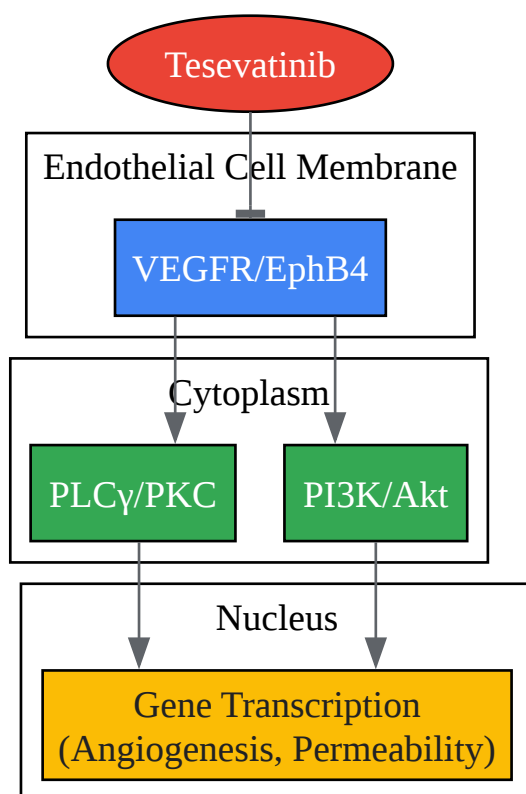 Tesevatinib
Endothelial Cell Membrane
VEGFR/EphB4
Cytoplasm
PLCγ/PKC
PI3K/Akt
Nucleus
Gene Transcription
(Angiogenesis, Permeability)